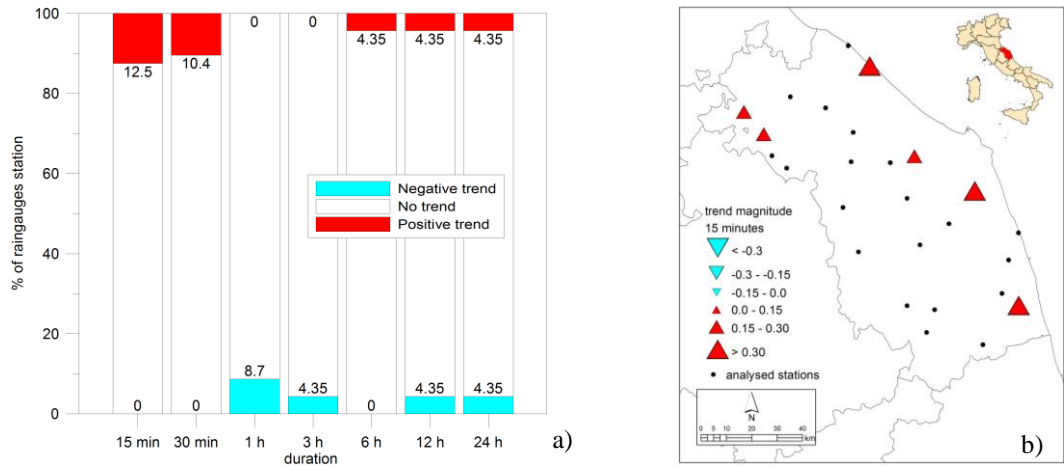 100
80
60
40
20
0
% of raingauges station
12.5
10.4
0
0
4.35
4.35
4.35
Negative trend
No trend
Positive trend
0
0
8.7
4.35
0
4.35
4.35
15 min
30 min
1 h
3 h
6 h
12 h
24 h
duration
a)
trend magnitude
15 minutes
< -0.3
-0.3 - -0.15
-0.15 - 0.0
0.0 - 0.15
0.15 - 0.30
> 0.30
analysed stations
N
0 5 10 20 30 40
km
b)